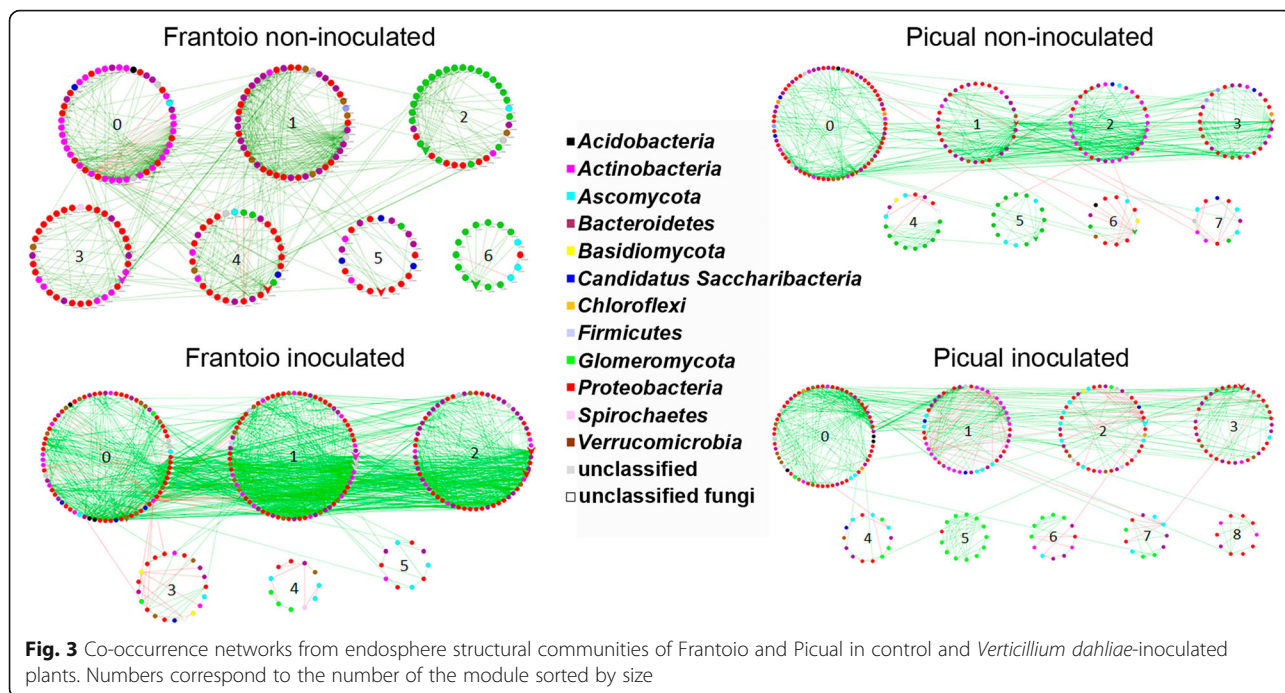 Frantoio non-inoculated
0
1
2
3
4
5
6
Frantoio inoculated
0
1
2
3
4
5
Acidobacteria
Actinobacteria
Ascomycota
Bacteroidetes
Basidiomycota
Candidatus Saccharibacteria
Chloroflexi
Firmicutes
Glomeromycota
Proteobacteria
Spirochaetes
Verrucomicrobia
unclassified
unclassified fungi
Picual non-inoculated
0
1
2
3
4
5
6
7
Picual inoculated
0
1
2
3
4
5
6
7
8
Fig. 3 Co-occurrence networks from endosphere structural communities of Frantoio and Picual in control and Verticillium dahliae-inoculated
plants. Numbers correspond to the number of the module sorted by size